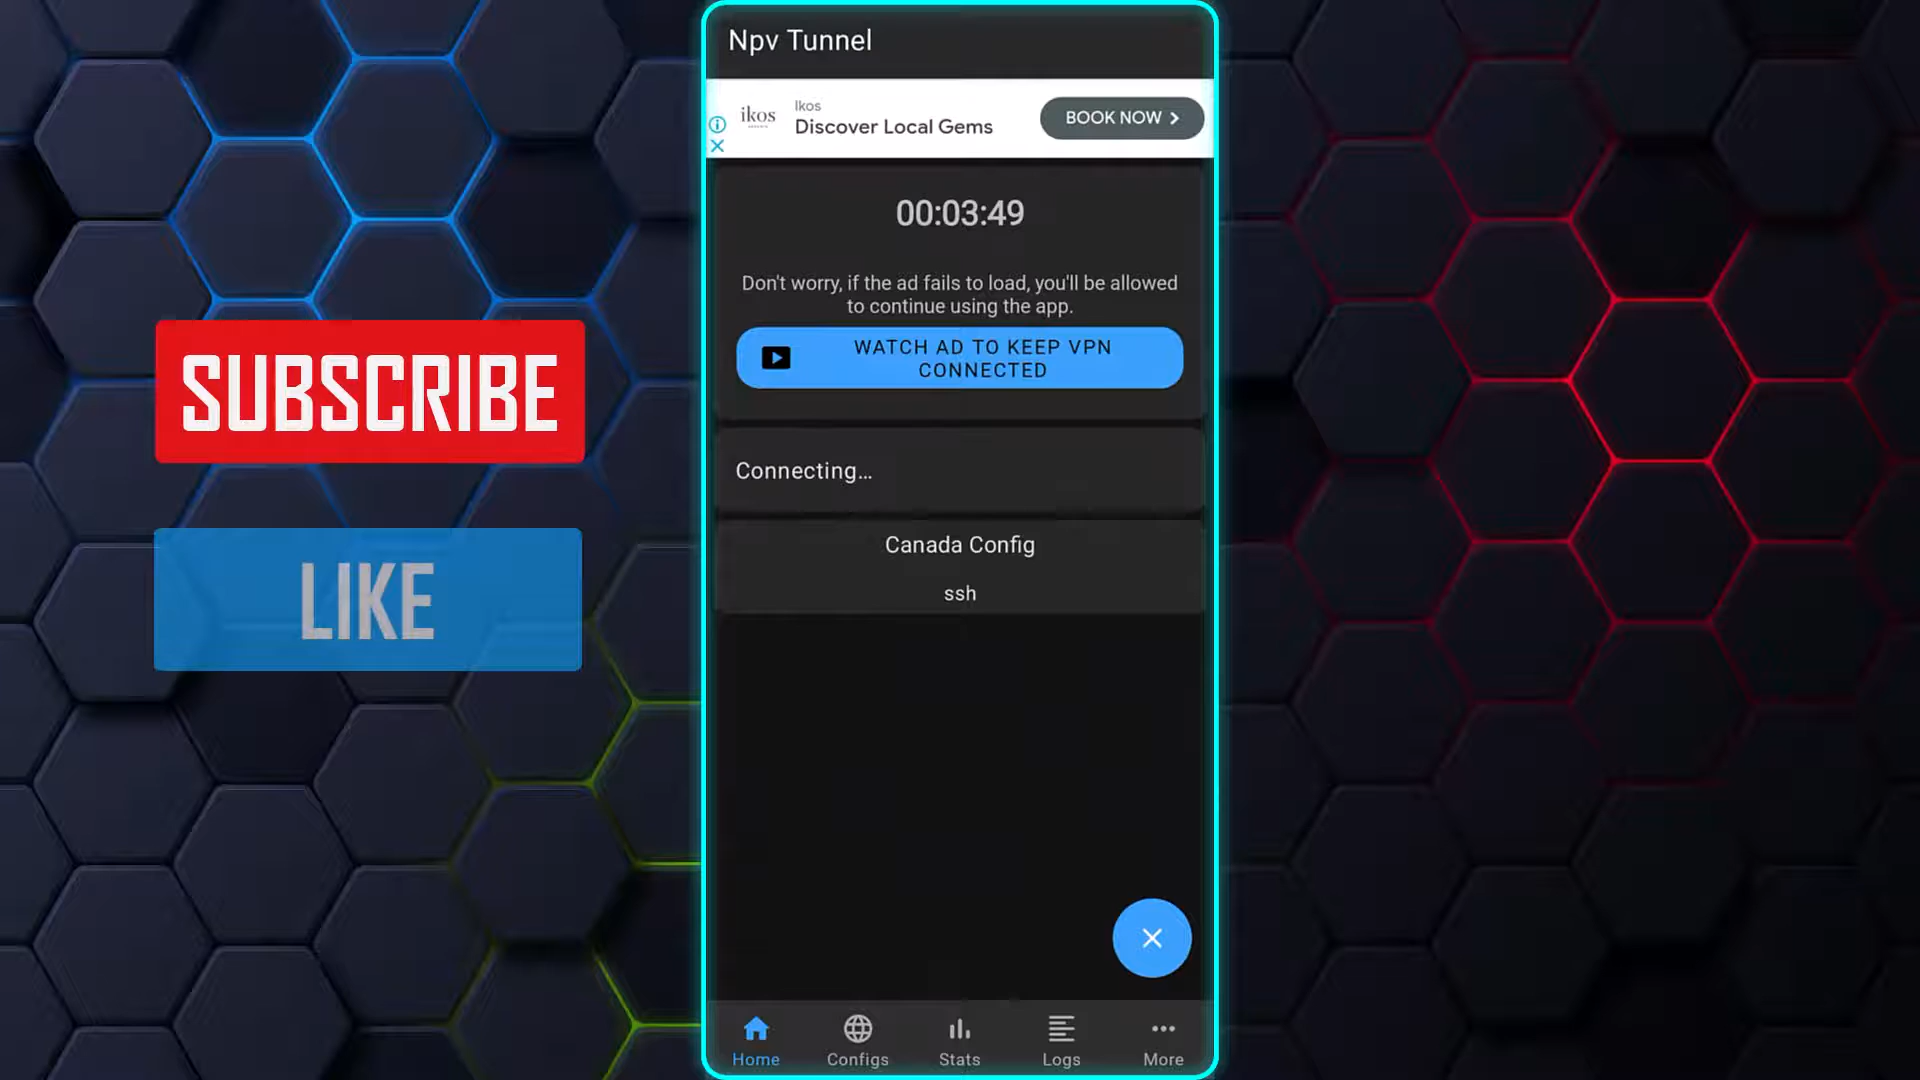 Npv Tunnel
ikos
Ikos
Discover Local Gems
BOOK NOW
00:03:49
Don't worry, if the ad fails to load, you'll be allowed
to continue using the app.
WATCH AD TO KEEP VPN
CONNECTED
Connecting...
Canada Config
ssh
Home
Configs
Stats
Logs
More
SUBSCRIBE
LIKE